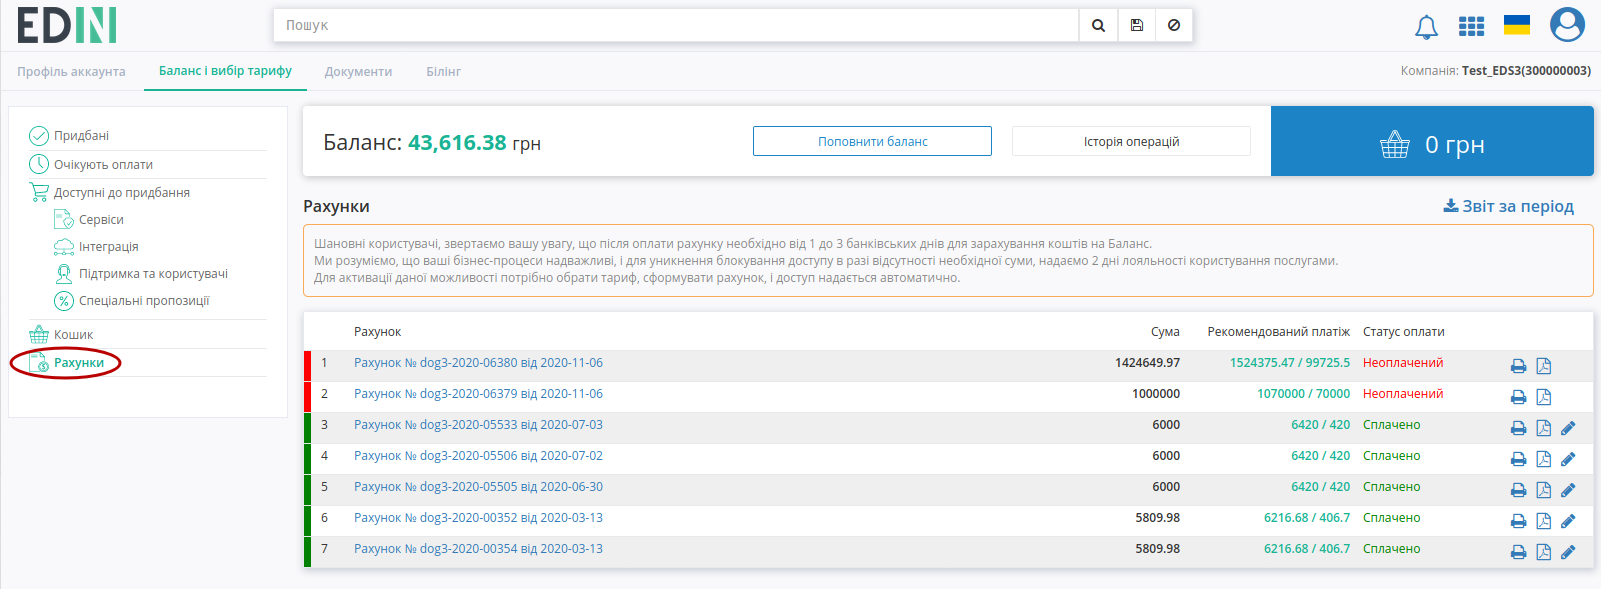 EDIN
Пошук
Профіль аккаунта
Баланс і вибір тарифу
Документи
Білінг
Компанія: Test_EDS3(300000003)
Придбані
Очікують оплати
Доступні до придбання
Сервіси
Інтеграція
Підтримка та користувачі
Спеціальні пропозиції
Кошик
Рахунки
Баланс: 43,616.38 грн
Поповнити баланс
Історія операцій
0 грн
Рахунки
Звіт за період
Шановні користувачі, звертаємо вашу увагу, що після оплати рахунку необхідно від 1 до 3 банківських днів для зарахування коштів на Баланс.
Ми розуміємо, що ваші бізнес-процеси надважливі, і для уникнення блокування доступу в разі відсутності необхідної суми, надаємо 2 дні лояльності користування послугами.
Для активації даної можливості потрібно обрати тариф, сформувати рахунок, і доступ надається автоматично.
Рахунок Сума Рекомендований платіж Статус оплати
1 Рахунок № dog3-2020-06380 від 2020-11-06 1424649.97 1524375.47 / 99725.5 Неоплачений
2 Рахунок № dog3-2020-06379 від 2020-11-06 1000000 1070000 / 70000 Неоплачений
3 Рахунок № dog3-2020-05533 від 2020-07-03 6000 6420 / 420 Сплачено
4 Рахунок № dog3-2020-05506 від 2020-07-02 6000 6420 / 420 Сплачено
5 Рахунок № dog3-2020-05505 від 2020-06-30 6000 6420 / 420 Сплачено
6 Рахунок № dog3-2020-00352 від 2020-03-13 5809.98 6216.68 / 406.7 Сплачено
7 Рахунок № dog3-2020-00354 від 2020-03-13 5809.98 6216.68 / 406.7 Сплачено